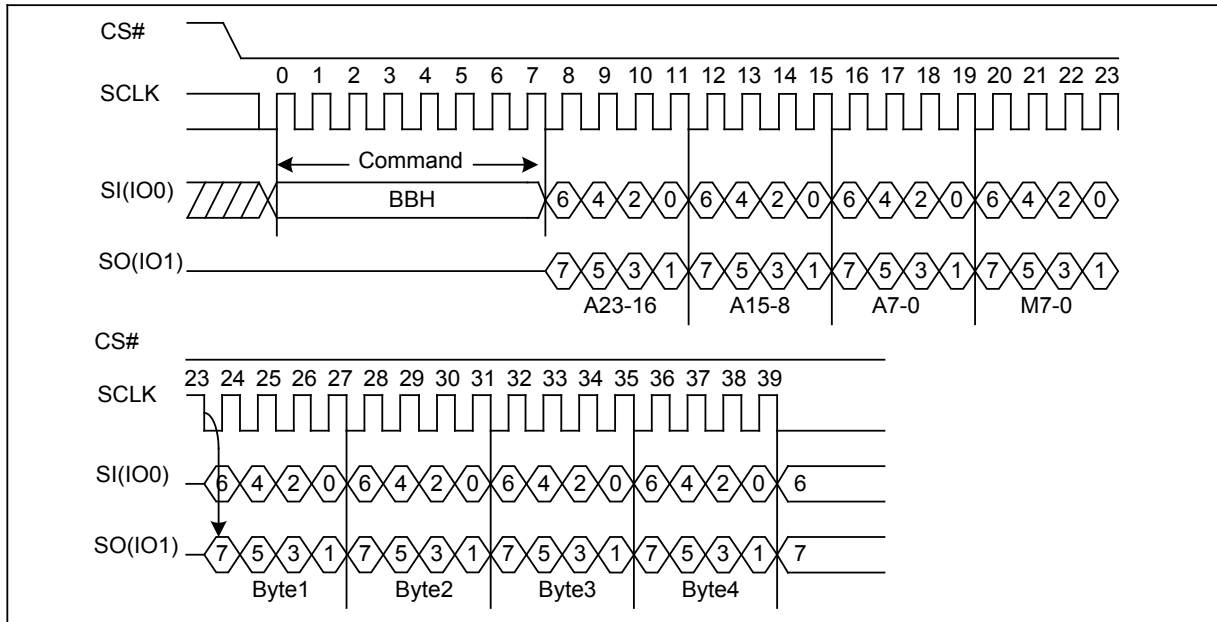 CS#
0 1 2 3 4 5 6 7 8 9 10 11 12 13 14 15 16 17 18 19 20 21 22 23
SCLK
Command
SI(IO0) BBH 6 4 2 0 6 4 2 0 6 4 2 0 6 4 2 0
SO(IO1) 7 5 3 1 7 5 3 1 7 5 3 1 7 5 3 1
A23-16 A15-8 A7-0 M7-0
CS#
23 24 25 26 27 28 29 30 31 32 33 34 35 36 37 38 39
SCLK
SI(IO0) 6 4 2 0 6 4 2 0 6 4 2 0 6 4 2 0 6
SO(IO1) 7 5 3 1 7 5 3 1 7 5 3 1 7 5 3 1 7
Byte1 Byte2 Byte3 Byte4